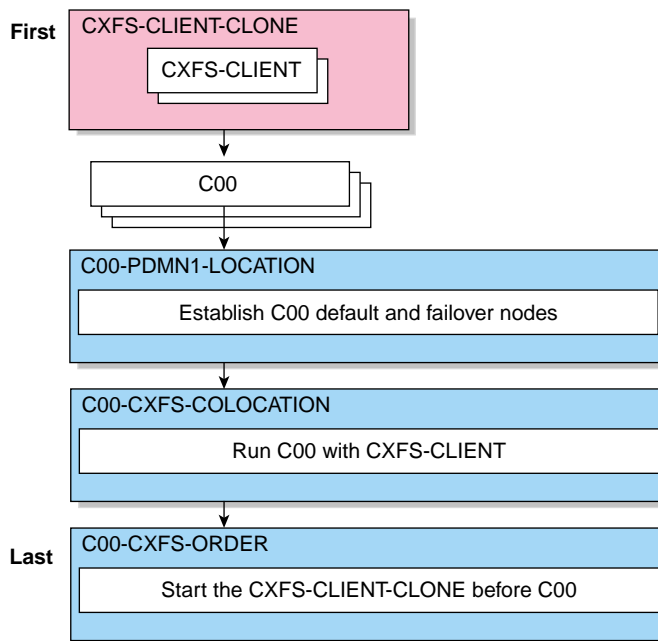 First
CXFS-CLIENT-CLONE
CXFS-CLIENT
C00
C00-PDMN1-LOCATION
Establish C00 default and failover nodes
C00-CXFS-COLOCATION
Run C00 with CXFS-CLIENT
Last
C00-CXFS-ORDER
Start the CXFS-CLIENT-CLONE before C00